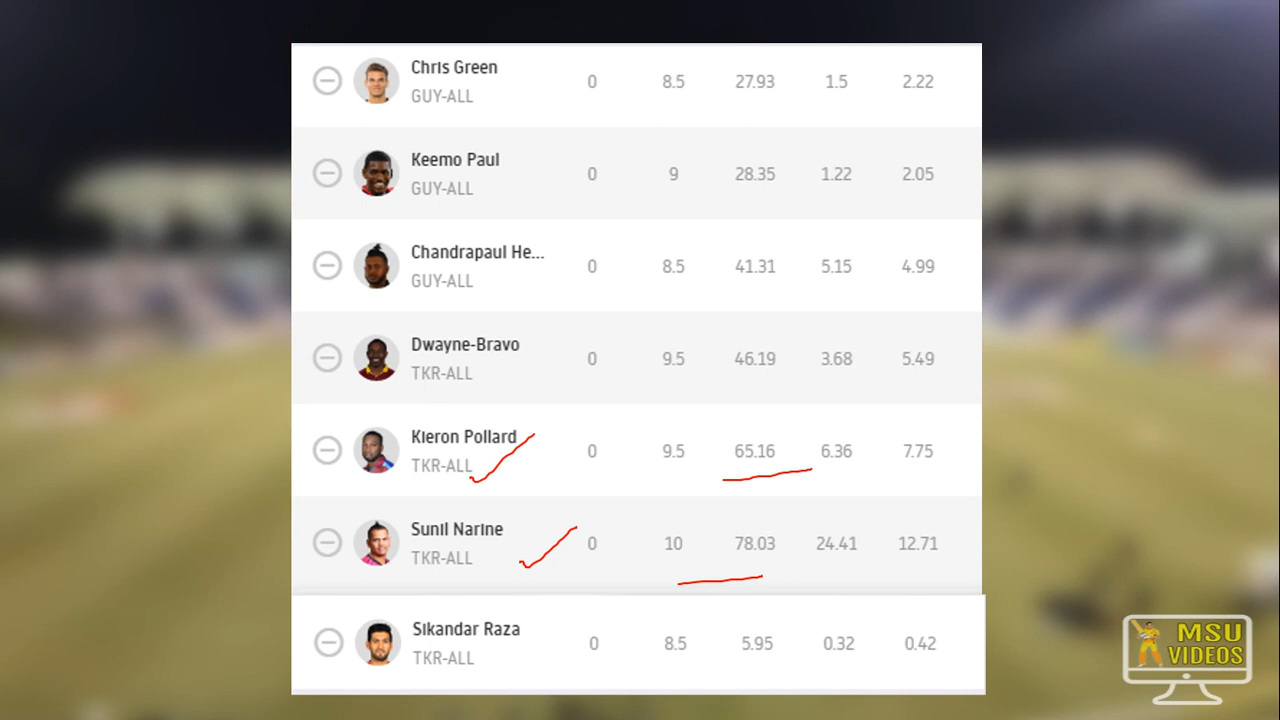 Chris Green
GUY-ALL 0 8.5 27.93 1.5 2.22
Keemo Paul
GUY-ALL 0 9 28.35 1.22 2.05
Chandrapaul He...
GUY-ALL 0 8.5 41.31 5.15 4.99
Dwayne-Bravo
TKR-ALL 0 9.5 46.19 3.68 5.49
Kieron Pollard
TKR-ALL 0 9.5 65.16 6.36 7.75
Sunil Narine
TKR-ALL 0 10 78.03 24.41 12.71
Sikandar Raza
TKR-ALL 0 8.5 5.95 0.32 0.42
MSU
VIDEOS